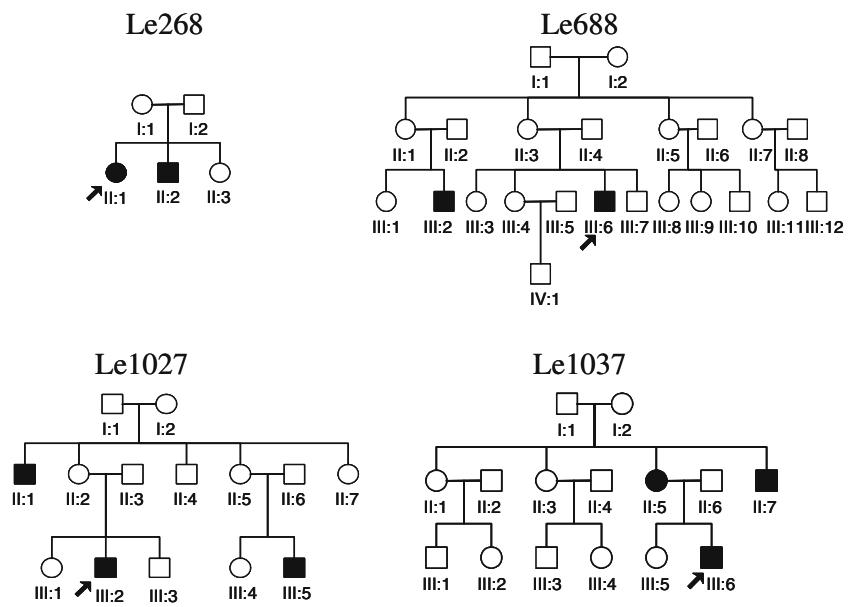 Le268
I:1 I:2
II:1 II:2 II:3
Le688
I:1 I:2
II:1 II:2 II:3 II:4 II:5 II:6 II:7 II:8
III:1 III:2 III:3 III:4 III:5 III:6 III:7 III:8 III:9 III:10 III:11 III:12
IV:1
Le1027
I:1 I:2
II:1 II:2 II:3 II:4 II:5 II:6 II:7
III:1 III:2 III:3 III:4 III:5
Le1037
I:1 I:2
II:1 II:2 II:3 II:4 II:5 II:6 II:7
III:1 III:2 III:3 III:4 III:5 III:6